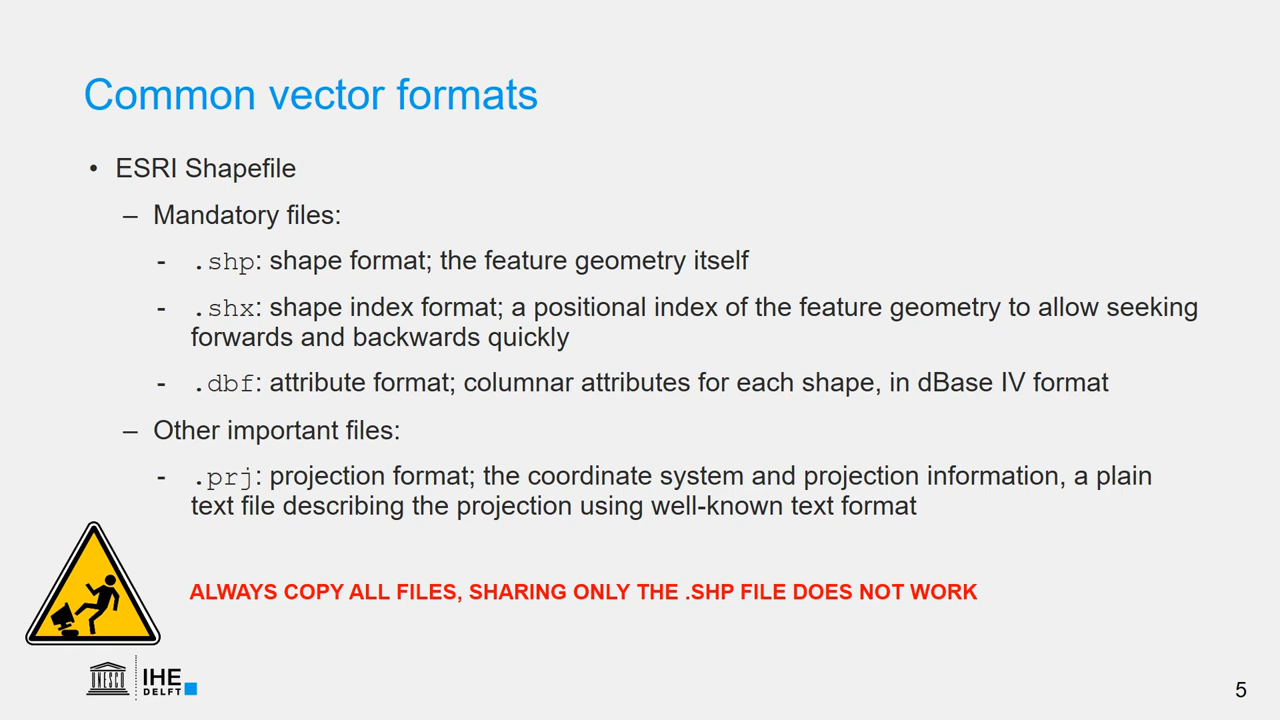 Common vector formats
• ESRI Shapefile
– Mandatory files:
- .shp: shape format; the feature geometry itself
- .shx: shape index format; a positional index of the feature geometry to allow seeking
forwards and backwards quickly
- .dbf: attribute format; columnar attributes for each shape, in dBase IV format
– Other important files:
- .prj: projection format; the coordinate system and projection information, a plain
text file describing the projection using well-known text format
ALWAYS COPY ALL FILES, SHARING ONLY THE .SHP FILE DOES NOT WORK
UNESCO
IHE
DELFT
5